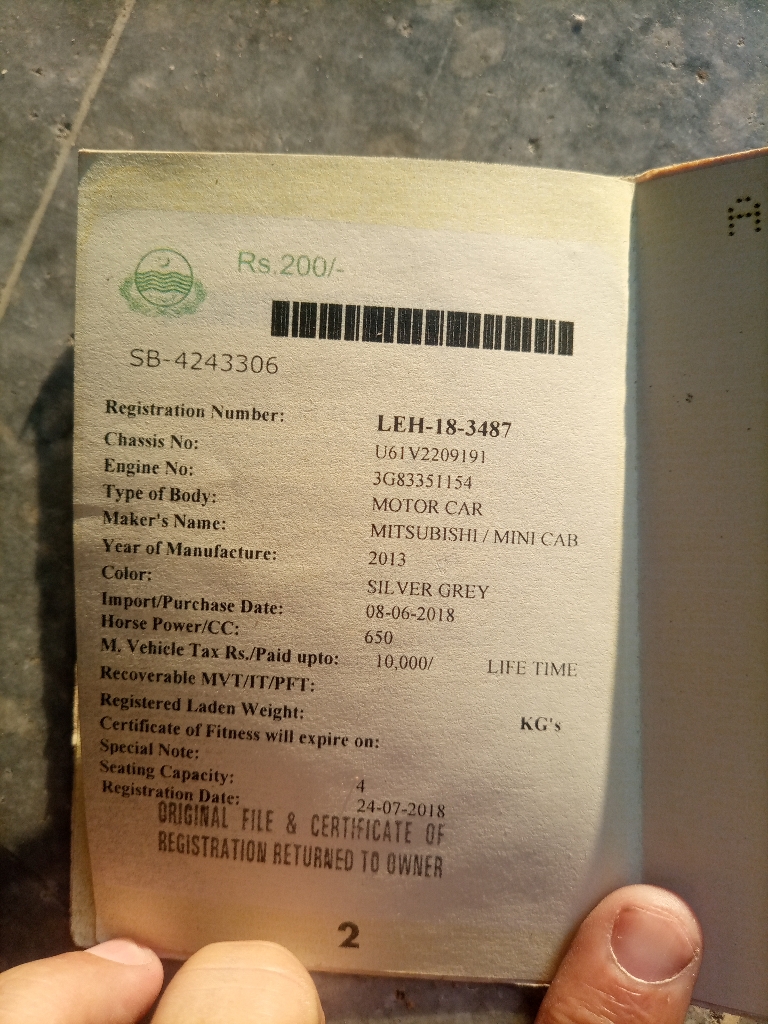 Rs.200/-
SB-4243306
Registration Number: LEH-18-3487
Chassis No: U61V2209191
Engine No: 3G83351154
Type of Body: MOTOR CAR
Maker's Name: MITSUBISHI / MINI CAB
Year of Manufacture: 2013
Color: SILVER GREY
Import/Purchase Date: 08-06-2018
Horse Power/CC: 650
M. Vehicle Tax Rs./Paid upto: 10,000/ LIFE TIME
Recoverable MVT/IT/PFT:
Registered Laden Weight: KG's
Certificate of Fitness will expire on:
Special Note:
Seating Capacity: 4
Registration Date: 24-07-2018
ORIGINAL FILE & CERTIFICATE OF
REGISTRATION RETURNED TO OWNER
2
A